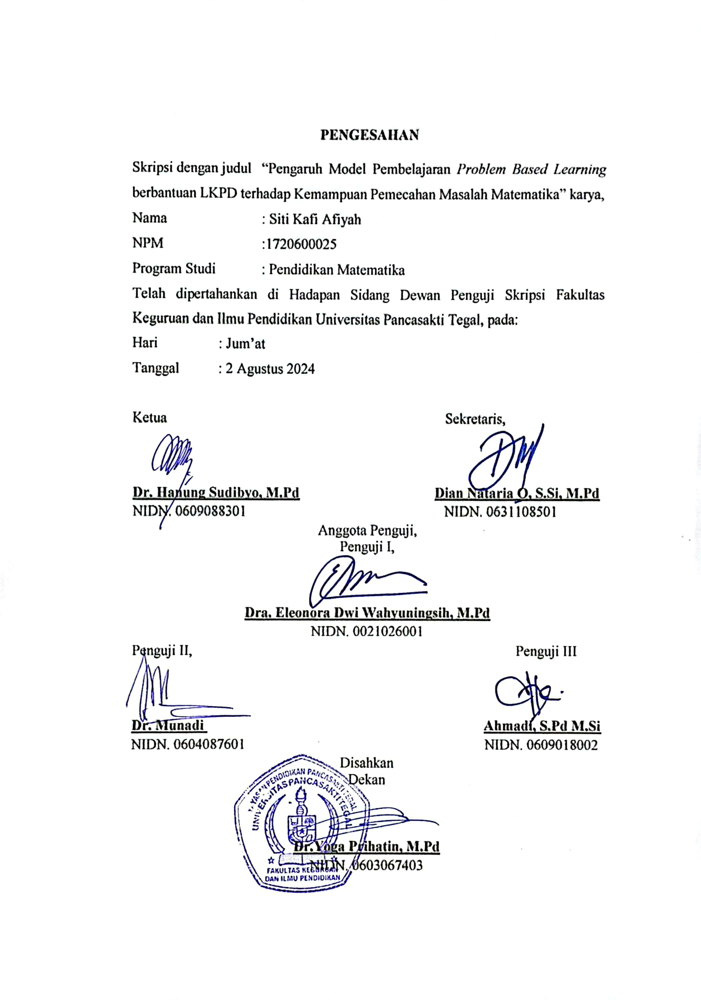 PENGESAHAN
Skripsi dengan judul “Pengaruh Model Pembelajaran Problem Based Learning
berbantuan LKPD terhadap Kemampuan Pemecahan Masalah Matematika” karya,
Nama : Siti Kafi Afiyah
NPM :1720600025
Program Studi : Pendidikan Matematika
Telah dipertahankan di Hadapan Sidang Dewan Penguji Skripsi Fakultas
Keguruan dan Ilmu Pendidikan Universitas Pancasakti Tegal, pada:
Hari : Jum’at
Tanggal : 2 Agustus 2024
Ketua Sekretaris,
Dr. Hanung Sudibyo, M.Pd Dian Nataria O, S.Si, M.Pd
NIDN. 0609088301 NIDN. 0631108501
Anggota Penguji,
Penguji I,
Dra. Eleonora Dwi Wahyuningsih, M.Pd
NIDN. 0021026001
Penguji II, Penguji III
Dr. Munadi Ahmadi, S.Pd M.Si
NIDN. 0604087601 NIDN. 0609018002
Disahkan
Dekan
YAYASAN PENDIDIKAN PANCASAKTI TEGAL
UNIVERSITAS PANCASAKTI TEGAL
Dr. Yoga Prihatin, M.Pd
NIDN. 0603067403
FAKULTAS KEGURUAN
DAN ILMU PENDIDIKAN